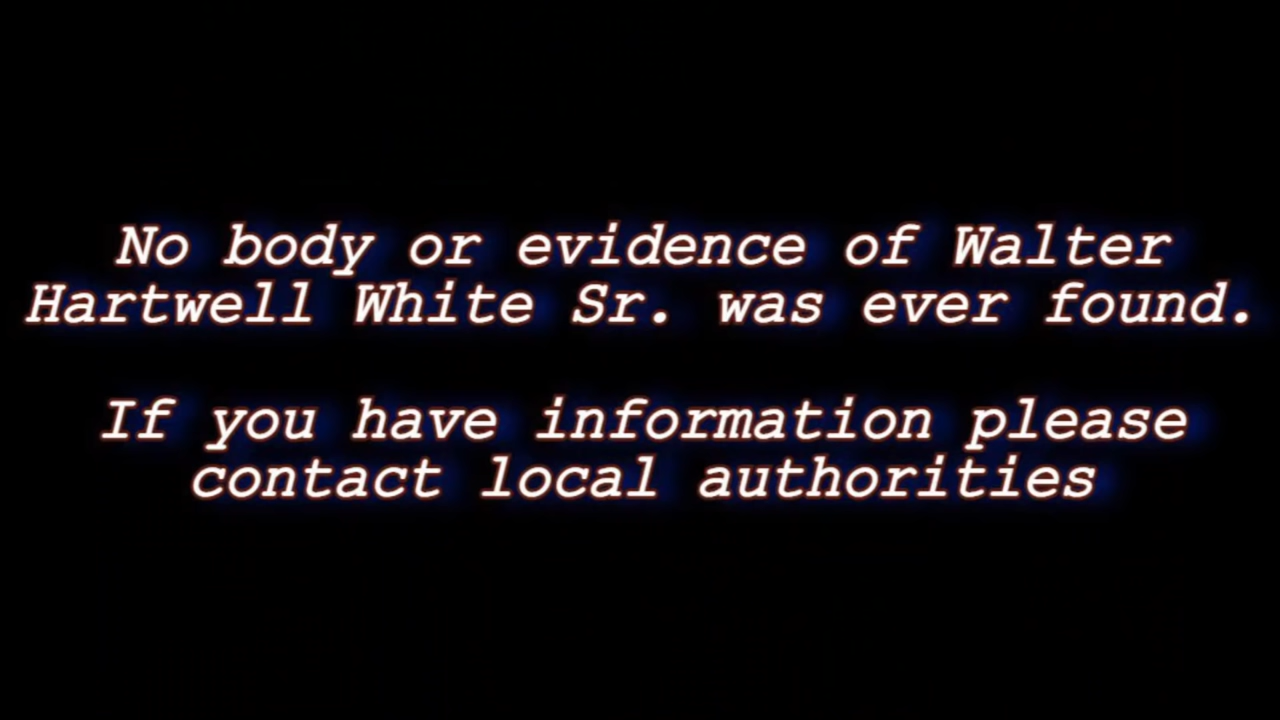 No body or evidence of Walter
Hartwell White Sr. was ever found.
If you have information please
contact local authorities